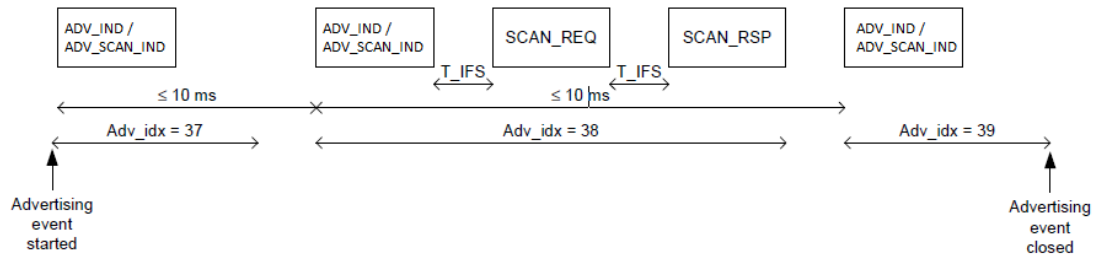 ADV_IND /
ADV_SCAN_IND
ADV_IND /
ADV_SCAN_IND
SCAN_REQ
SCAN_RSP
ADV_IND /
ADV_SCAN_IND
T_IFS
T_IFS
≤ 10 ms
≤ 10 ms
Adv_idx = 37
Adv_idx = 38
Adv_idx = 39
Advertising
event
started
Advertising
event
closed